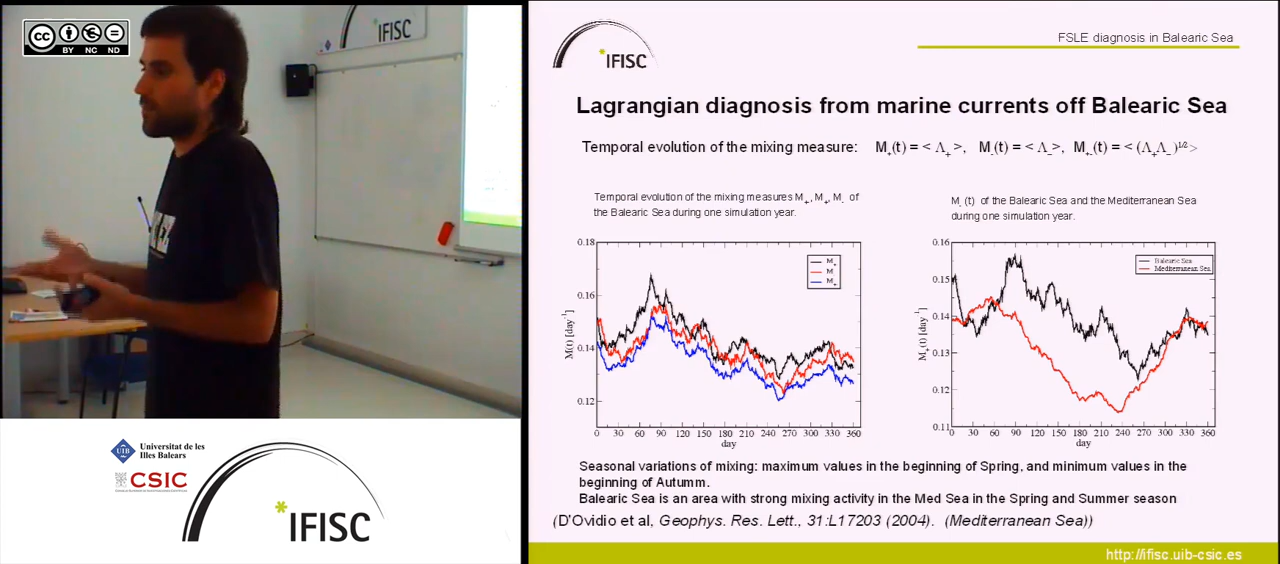 cc
BY NC ND
IFISC
Universitat de les
Illes Balears
UIB
CSIC
IFISC
IFISC
FSLE diagnosis in Balearic Sea
Lagrangian diagnosis from marine currents off Balearic Sea
Temporal evolution of the mixing measure: M₊(t) = < Λ₊ >, M₋(t) = < Λ₋ >, M₊₋(t) = < (Λ₊Λ₋)^1/2 >
Temporal evolution of the mixing measures M₊, M₊, M₋ of
the Balearic Sea during one simulation year.
M₋(t) of the Balearic Sea and the Mediterranean Sea
during one simulation year.
0.18
0.16
0.14
0.12
M(t) [day⁻¹]
M₊
M
M₊
0 30 60 90 120 150 180 210 240 270 300 330 360
day
0.16
0.15
0.14
0.13
0.12
0.11
M₊(t) [day⁻¹]
Balearic Sea
Mediterranean Sea
0 30 60 90 120 150 180 210 240 270 300 330 360
day
Seasonal variations of mixing: maximum values in the beginning of Spring, and minimum values in the
beginning of Autumm.
Balearic Sea is an area with strong mixing activity in the Med Sea in the Spring and Summer season
(D'Ovidio et al, Geophys. Res. Lett., 31:L17203 (2004). (Mediterranean Sea))
http://ifisc.uib-csic.es